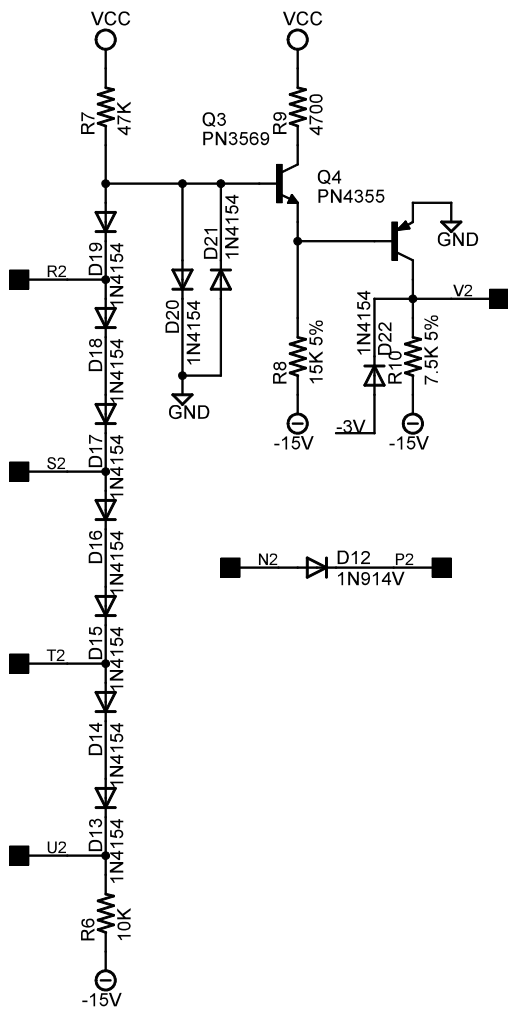 VCC
VCC
R7
47K
Q3
PN3569
R9
4700
Q4
PN4355
GND
D19
1N4154
R2
D20
1N4154
D21
1N4154
GND
D18
1N4154
R8
15K 5%
-15V
1N4154
D22
-3V
R10
7.5K 5%
-15V
V2
D17
1N4154
S2
D16
1N4154
N2
D12
1N914V
P2
D15
1N4154
T2
D14
1N4154
D13
1N4154
U2
R6
10K
-15V